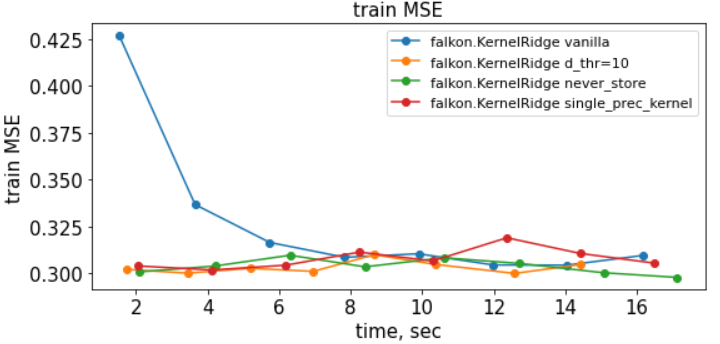 train MSE
0.425
0.400
0.375
0.350
0.325
0.300
train MSE
falkon.KernelRidge vanilla
falkon.KernelRidge d_thr=10
falkon.KernelRidge never_store
falkon.KernelRidge single_prec_kernel
2 4 6 8 10 12 14 16
time, sec